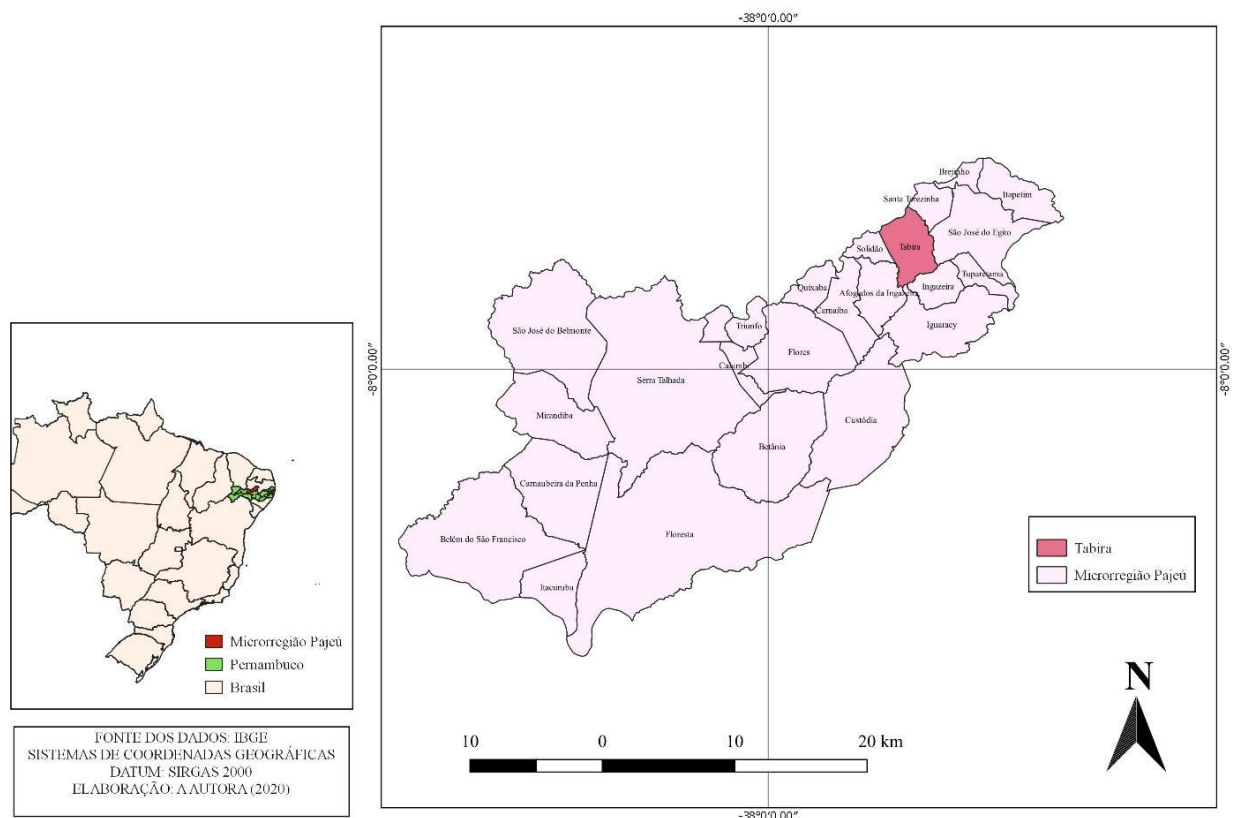 -38°0'0.00"
Brejinho
Itapetim
Santa Terezinha
São José do Egito
Tabira
Solidão
Tuparetama
Ingazeira
Quixaba
Afogados da Ingazeira
Carnaíba
Iguaracy
São José do Belmonte
Triunfo
Flores
Calumbi
-8°0'0.00"
-8°0'0.00"
Serra Talhada
Mirandiba
Custódia
Betânia
Carnaubeira da Penha
Floresta
Belém do São Francisco
Itacuruba
Tabira
Microrregião Pajeú
Microrregião Pajeú
Pernambuco
Brasil
N
10 0 10 20 km
FONTE DOS DADOS: IBGE
SISTEMAS DE COORDENADAS GEOGRÁFICAS
DATUM: SIRGAS 2000
ELABORAÇÃO: A AUTORA (2020)
-38°0'0.00"